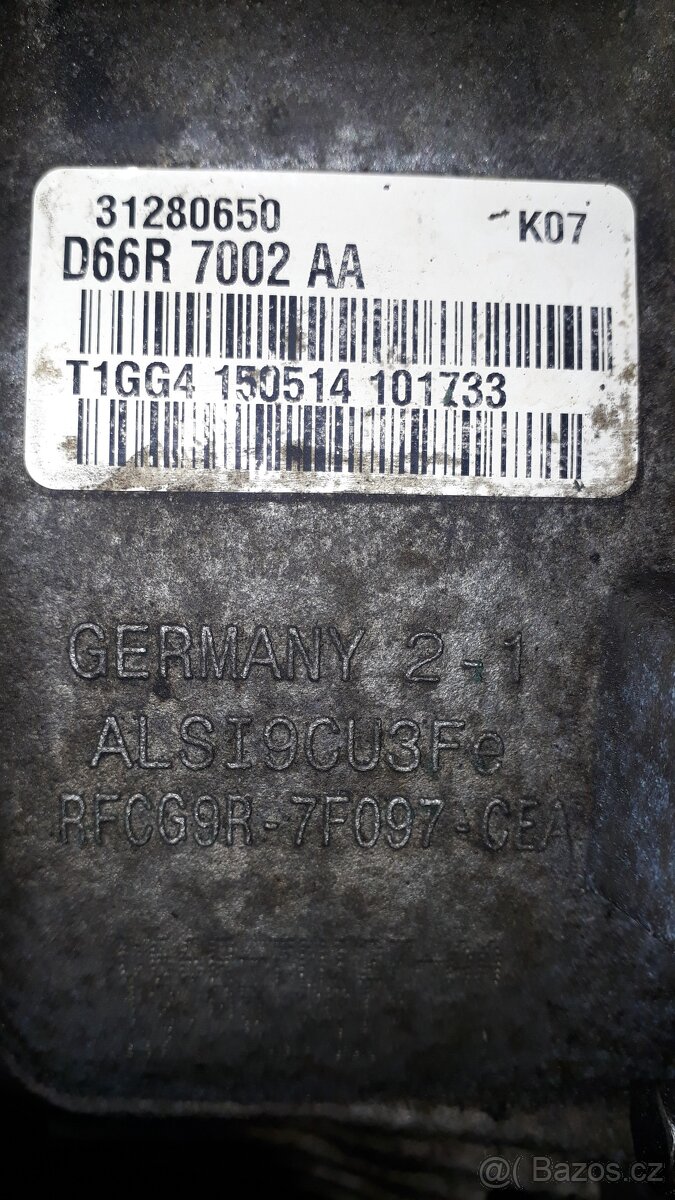 31280650
K07
D66R 7002 AA
T1GG4 150514 101733
GERMANY 2-1
ALSI9CU3Fe
RFCG9R-7F097-CEA
@( Bazos.cz